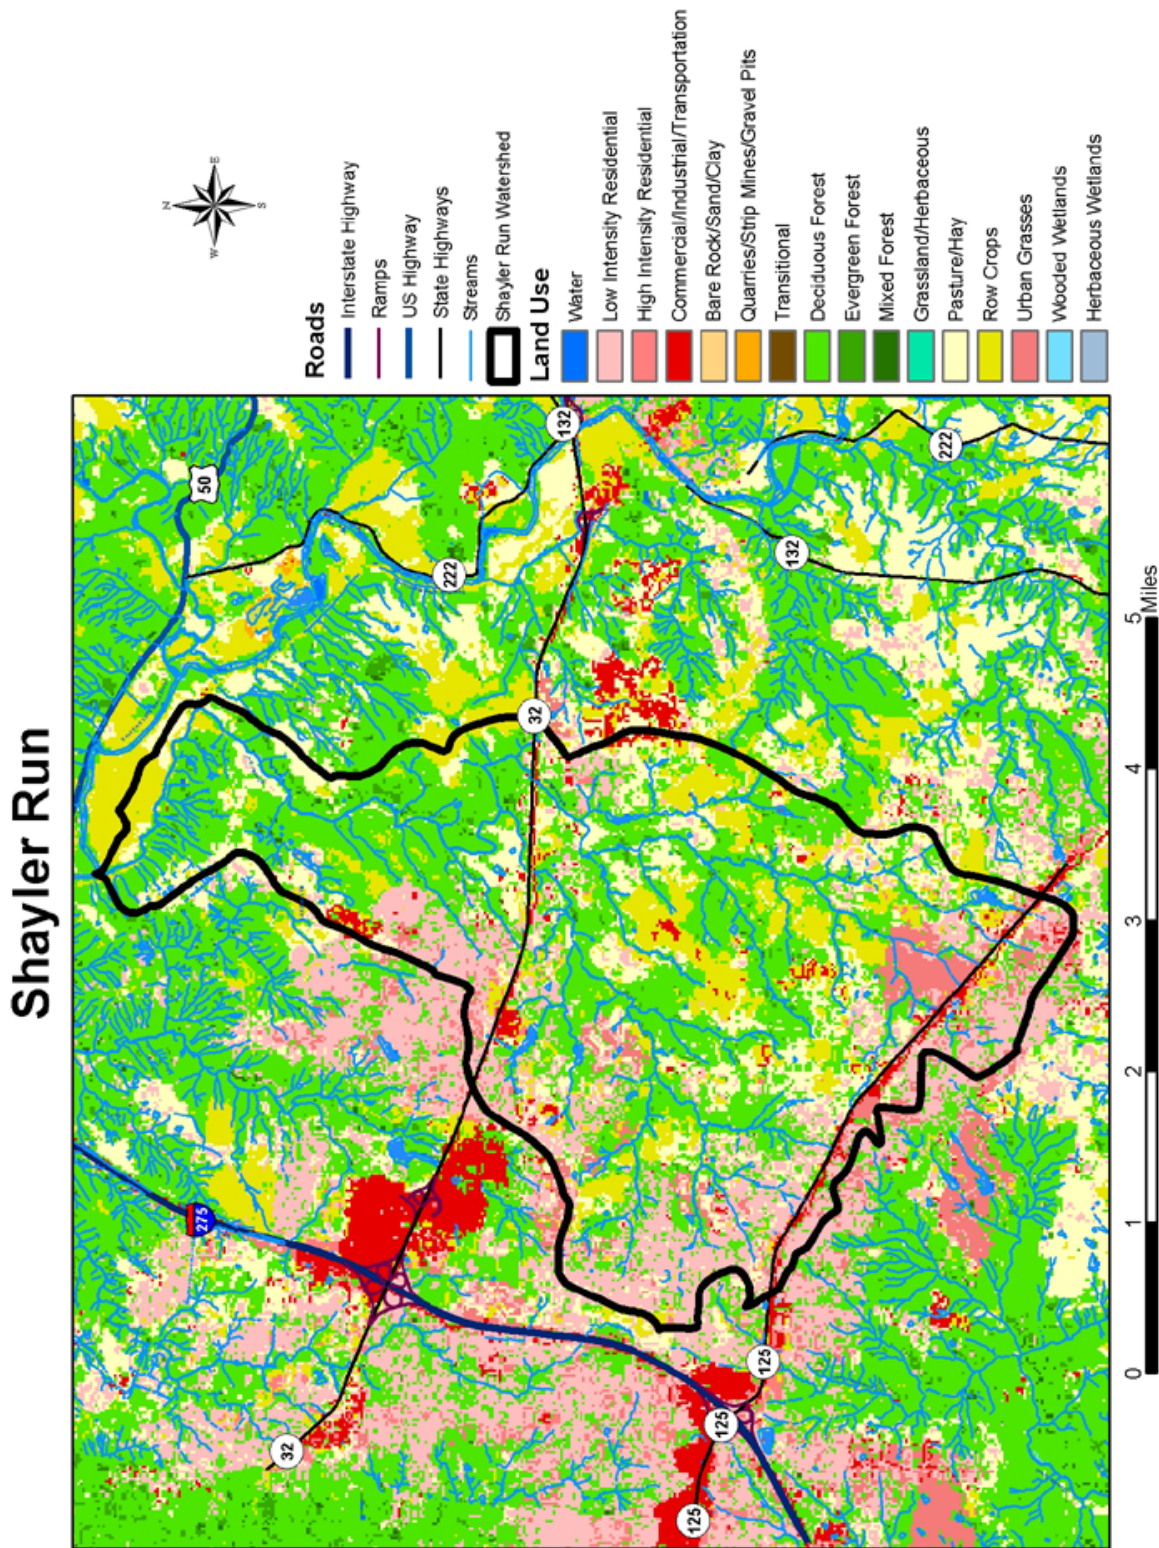 Shayler Run
N
W
E
S
Roads
Interstate Highway
Ramps
US Highway
State Highways
Streams
Shayler Run Watershed
Land Use
Water
Low Intensity Residential
High Intensity Residential
Commercial/Industrial/Transportation
Bare Rock/Sand/Clay
Quarries/Strip Mines/Gravel Pits
Transitional
Deciduous Forest
Evergreen Forest
Mixed Forest
Grassland/Herbaceous
Pasture/Hay
Row Crops
Urban Grasses
Wooded Wetlands
Herbaceous Wetlands
50
275
222
132
32
32
132
222
125
125
125
0
1
2
3
4
5
Miles